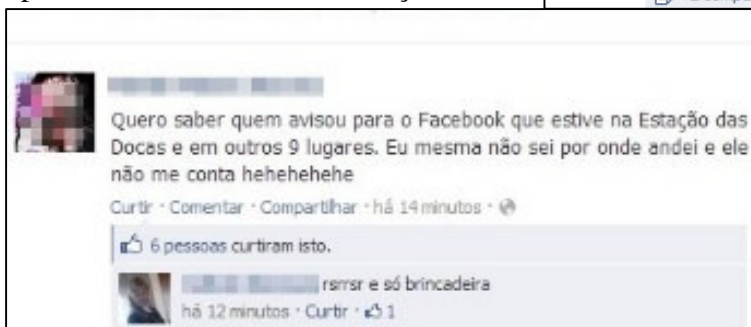 Quero saber quem avisou para o Facebook que estive na Estação das
Docas e em outros 9 lugares. Eu mesma não sei por onde andei e ele
não me conta hehehehehe
Curtir · Comentar · Compartilhar · há 14 minutos ·
6 pessoas curtiram isto.
rsrrsr e só brincadeira
há 12 minutos · Curtir · 1